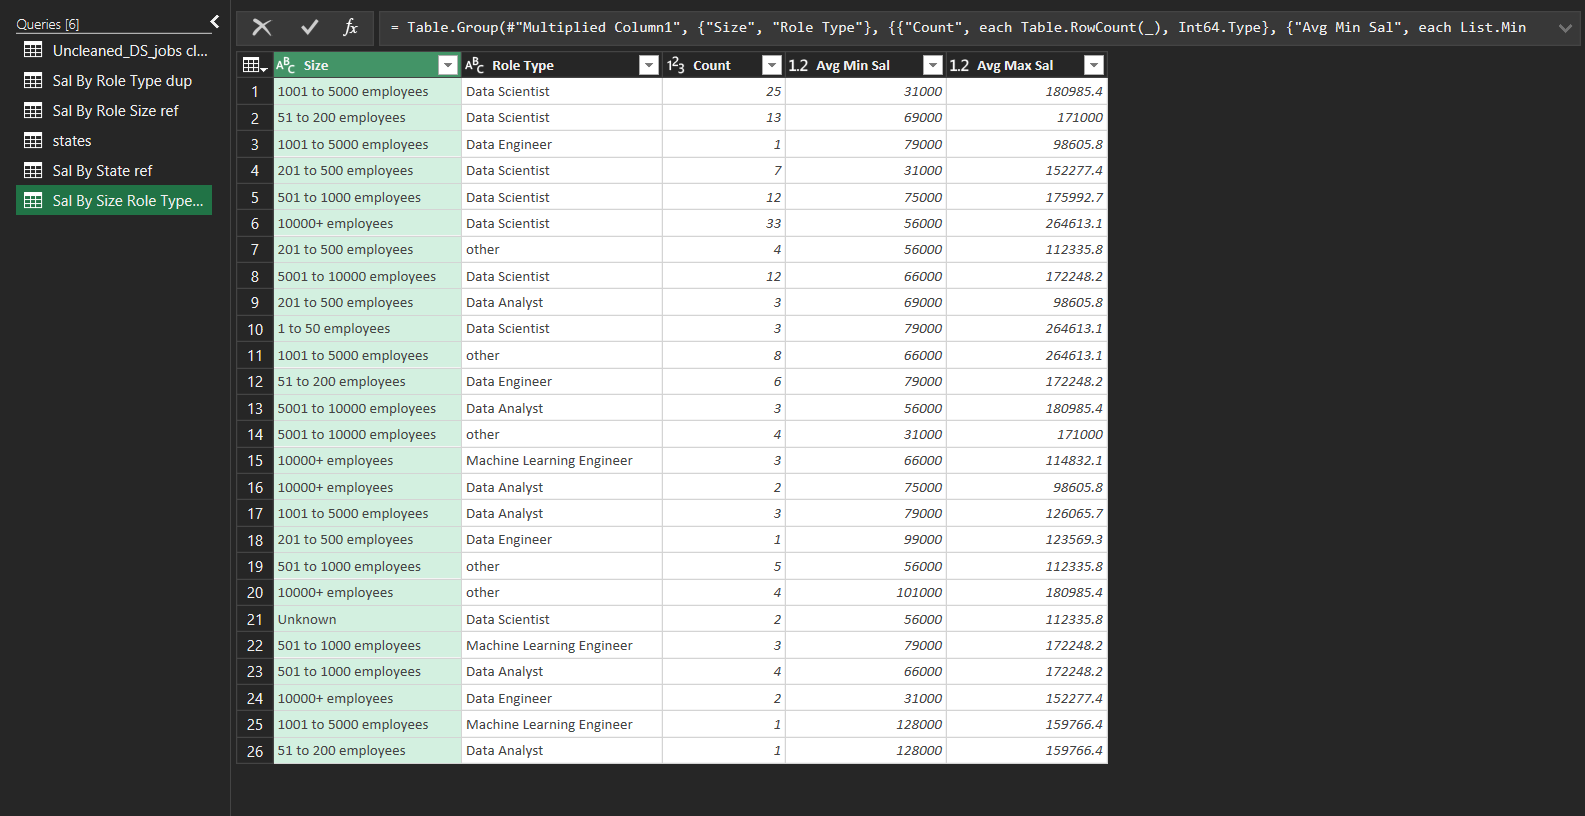 Queries [6]
Uncleaned_DS_jobs cl...
Sal By Role Type dup
Sal By Role Size ref
states
Sal By State ref
Sal By Size Role Type...
fx = Table.Group(#"Multiplied Column1", {"Size", "Role Type"}, {{"Count", each Table.RowCount(_), Int64.Type}, {"Avg Min Sal", each List.Min
ABC Size ABC Role Type 123 Count 1.2 Avg Min Sal 1.2 Avg Max Sal
1 1001 to 5000 employees Data Scientist 25 31000 180985.4
2 51 to 200 employees Data Scientist 13 69000 171000
3 1001 to 5000 employees Data Engineer 1 79000 98605.8
4 201 to 500 employees Data Scientist 7 31000 152277.4
5 501 to 1000 employees Data Scientist 12 75000 175992.7
6 10000+ employees Data Scientist 33 56000 264613.1
7 201 to 500 employees other 4 56000 112335.8
8 5001 to 10000 employees Data Scientist 12 66000 172248.2
9 201 to 500 employees Data Analyst 3 69000 98605.8
10 1 to 50 employees Data Scientist 3 79000 264613.1
11 1001 to 5000 employees other 8 66000 264613.1
12 51 to 200 employees Data Engineer 6 79000 172248.2
13 5001 to 10000 employees Data Analyst 3 56000 180985.4
14 5001 to 10000 employees other 4 31000 171000
15 10000+ employees Machine Learning Engineer 3 66000 114832.1
16 10000+ employees Data Analyst 2 75000 98605.8
17 1001 to 5000 employees Data Analyst 3 79000 126065.7
18 201 to 500 employees Data Engineer 1 99000 123569.3
19 501 to 1000 employees other 5 56000 112335.8
20 10000+ employees other 4 101000 180985.4
21 Unknown Data Scientist 2 56000 112335.8
22 501 to 1000 employees Machine Learning Engineer 3 79000 172248.2
23 501 to 1000 employees Data Analyst 4 66000 172248.2
24 10000+ employees Data Engineer 2 31000 152277.4
25 1001 to 5000 employees Machine Learning Engineer 1 128000 159766.4
26 51 to 200 employees Data Analyst 1 128000 159766.4